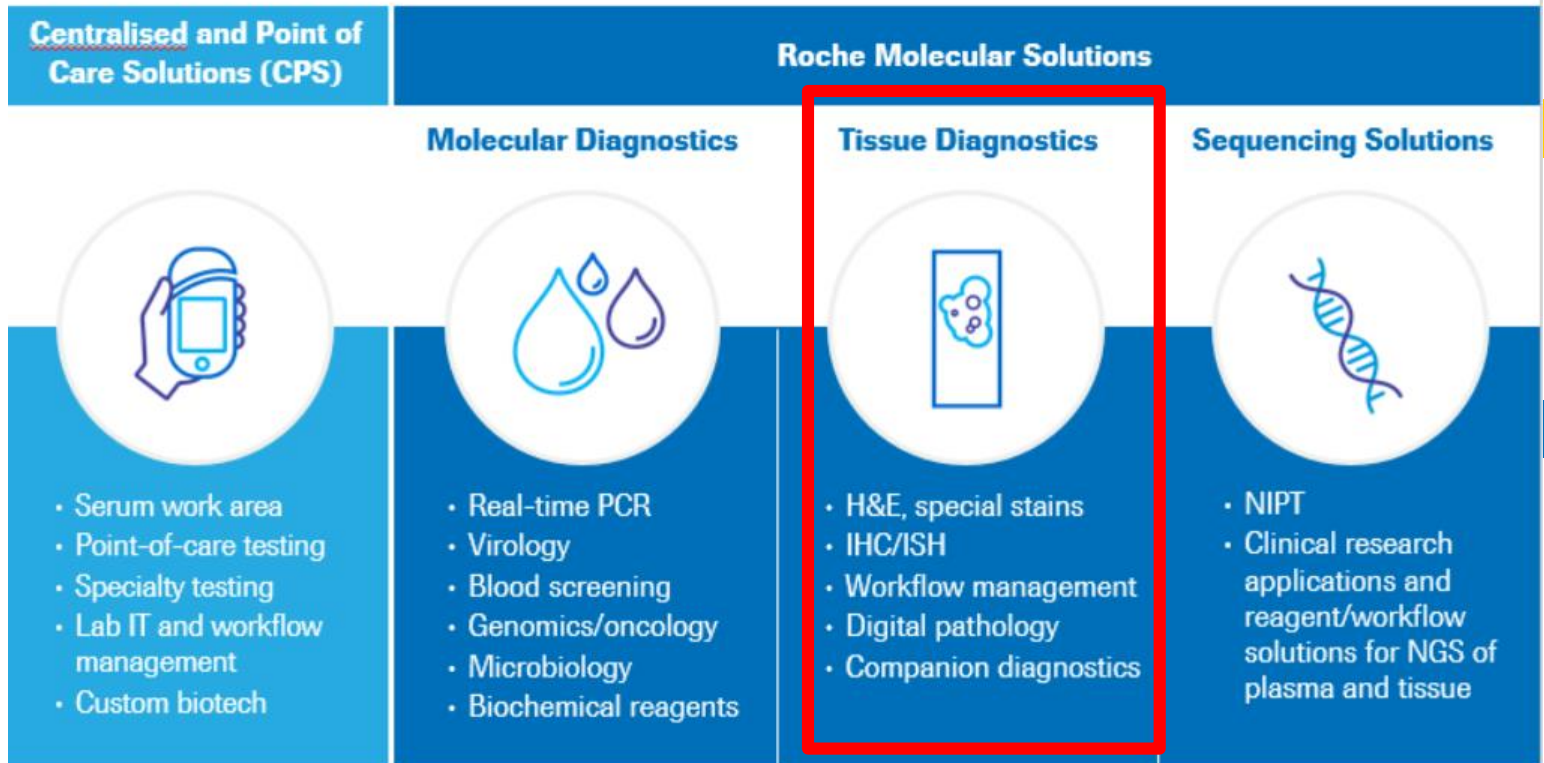 Centralised and Point of
Care Solutions (CPS)
Roche Molecular Solutions
Molecular Diagnostics
Tissue Diagnostics
Sequencing Solutions
· Serum work area
· Point-of-care testing
· Specialty testing
· Lab IT and workflow
management
· Custom biotech
· Real-time PCR
· Virology
· Blood screening
· Genomics/oncology
· Microbiology
· Biochemical reagents
· H&E, special stains
· IHC/ISH
· Workflow management
· Digital pathology
· Companion diagnostics
· NIPT
· Clinical research
applications and
reagent/workflow
solutions for NGS of
plasma and tissue